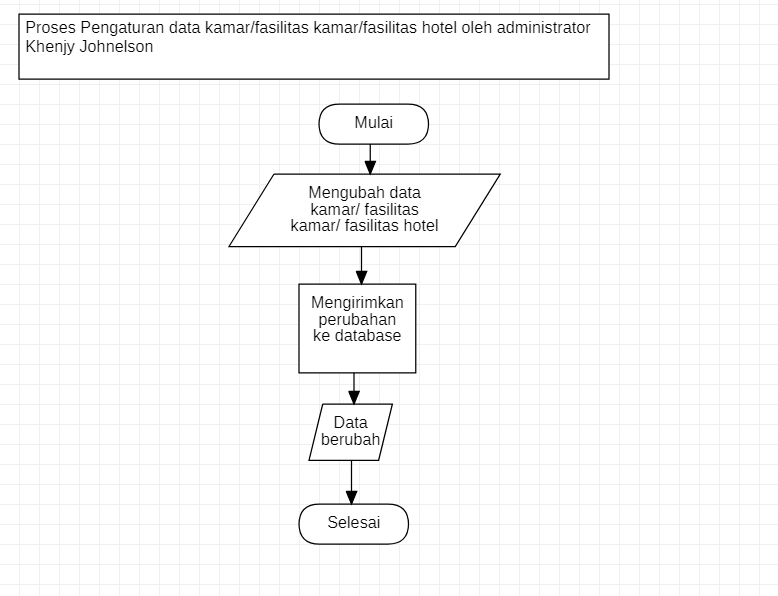 Proses Pengaturan data kamar/fasilitas kamar/fasilitas hotel oleh administrator
Khenjy Johnelson
Mulai
Mengubah data
kamar/ fasilitas
kamar/ fasilitas hotel
Mengirimkan
perubahan
ke database
Data
berubah
Selesai